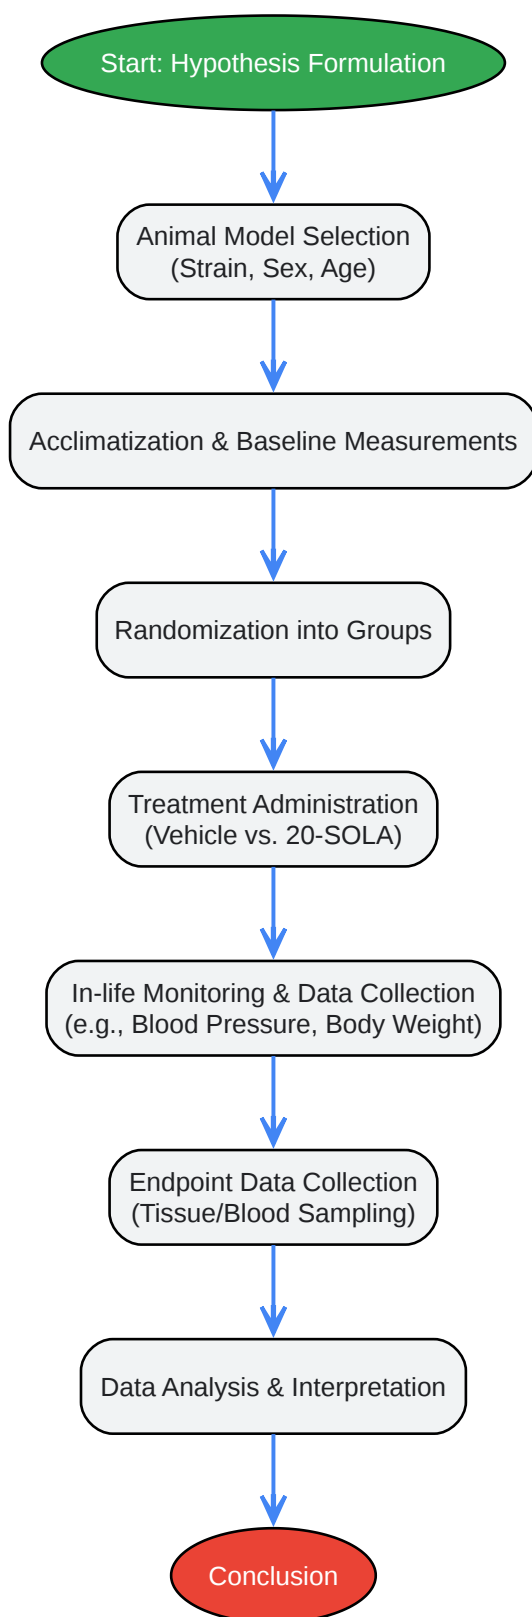 Start: Hypothesis Formulation
Animal Model Selection
(Strain, Sex, Age)
Acclimatization & Baseline Measurements
Randomization into Groups
Treatment Administration
(Vehicle vs. 20-SOLA)
In-life Monitoring & Data Collection
(e.g., Blood Pressure, Body Weight)
Endpoint Data Collection
(Tissue/Blood Sampling)
Data Analysis & Interpretation
Conclusion